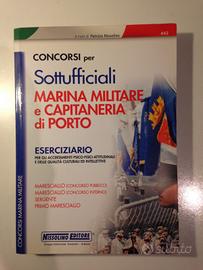 a cura di Patrizia Nissolino
442
CONCORSI per
Sottufficiali
MARINA MILITARE
e CAPITANERIA
di PORTO
ESERCIZIARIO
PER GLI ACCERTAMENTI PSICO-FISICI ATTITUDINALI
E DELLE QUALITÀ CULTURALI ED INTELLETTIVE
MARESCIALLO (CONCORSO PUBBLICO)
MARESCIALLO (CONCORSO INTERNO)
SERGENTE
PRIMO MARESCIALLO
NISSOLINO EDITORE
CONCORSI MARINA MILITARE
subito